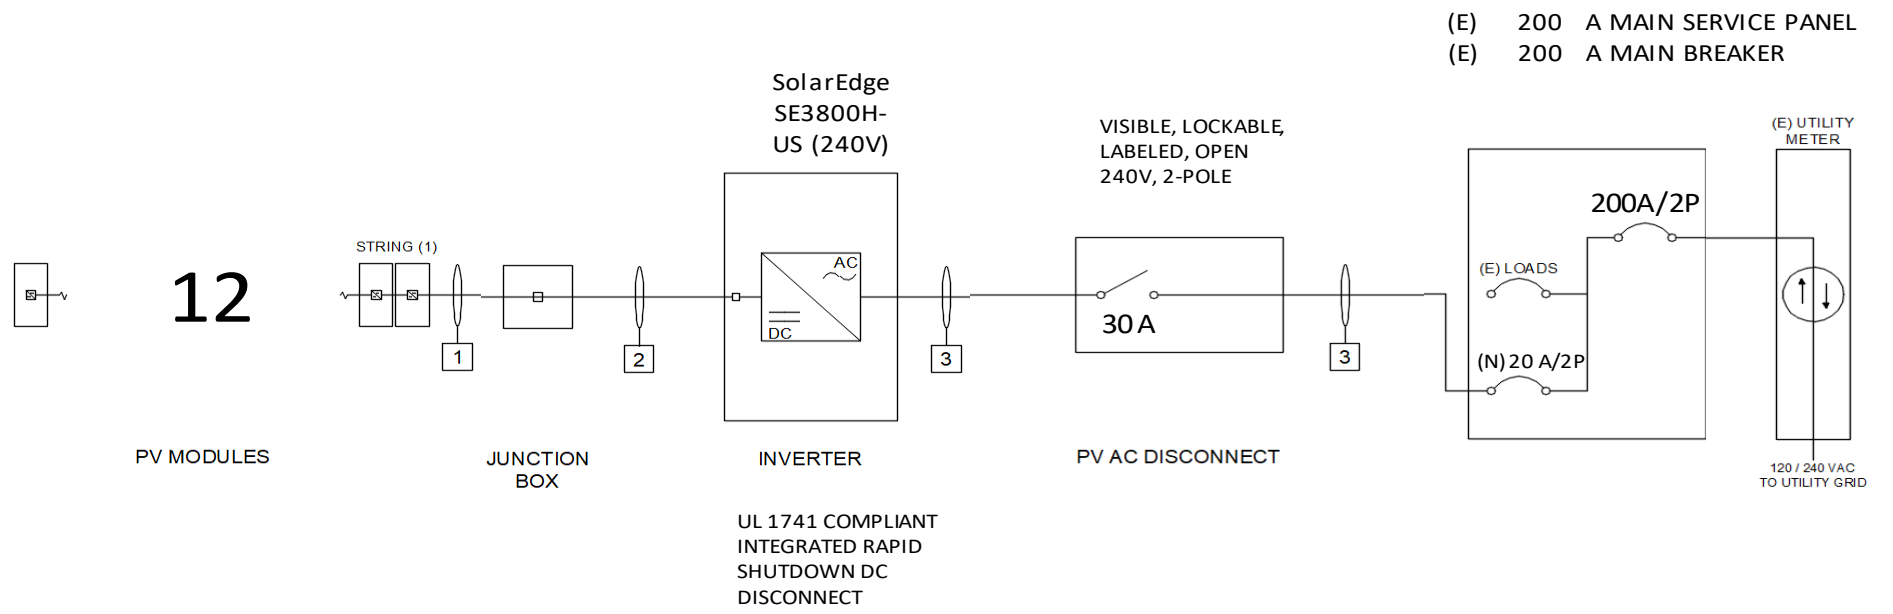 (E) 200 A MAIN SERVICE PANEL
(E) 200 A MAIN BREAKER
SolarEdge
SE3800H-
US (240V)
VISIBLE, LOCKABLE,
LABELED, OPEN
240V, 2-POLE
(E) UTILITY
METER
200A/2P
STRING (1)
12
AC
DC
(E) LOADS
30 A
(N) 20 A/2P
1
2
3
3
PV MODULES
JUNCTION
BOX
INVERTER
PV AC DISCONNECT
120 / 240 VAC
TO UTILITY GRID
UL 1741 COMPLIANT
INTEGRATED RAPID
SHUTDOWN DC
DISCONNECT